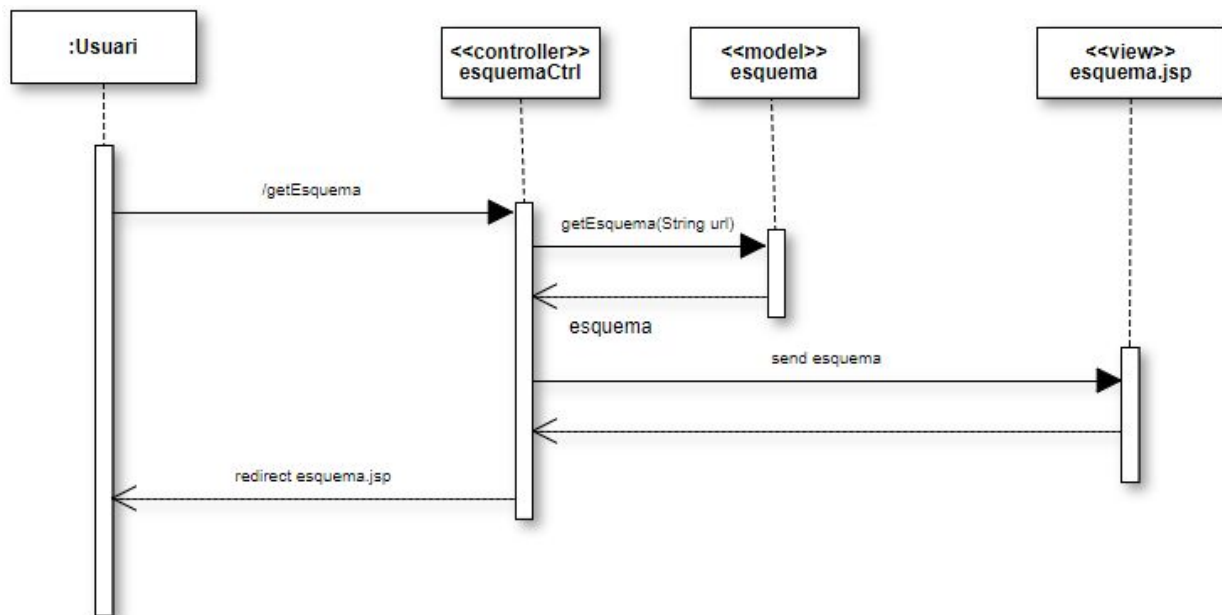 :Usuari
<<controller>>
esquemaCtrl
<<model>>
esquema
<<view>>
esquema.jsp
/getEsquema
getEsquema(String url)
esquema
send esquema
redirect esquema.jsp